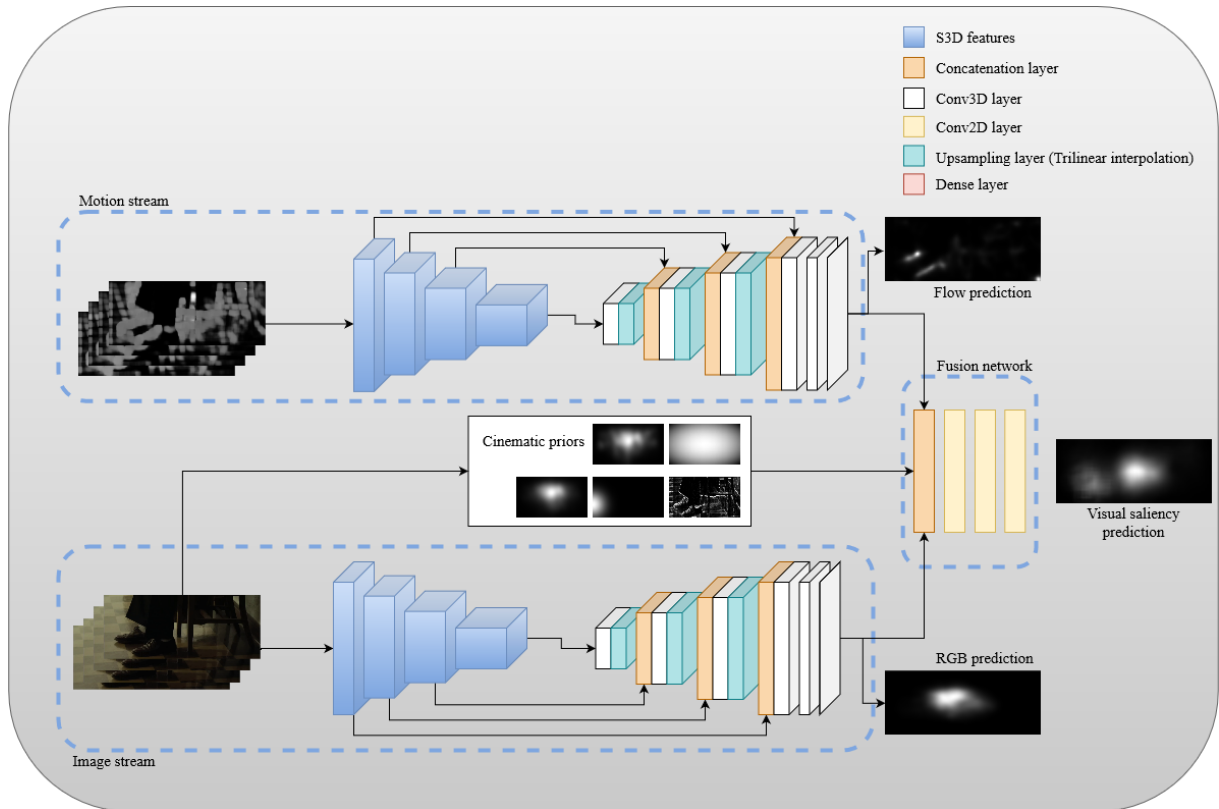 S3D features
Concatenation layer
Conv3D layer
Conv2D layer
Upsampling layer (Trilinear interpolation)
Dense layer
Motion stream
Flow prediction
Fusion network
Cinematic priors
Visual saliency
prediction
RGB prediction
Image stream